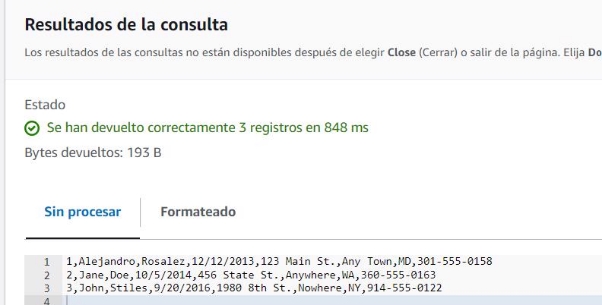 Resultados de la consulta
Los resultados de las consultas no están disponibles después de elegir Close (Cerrar) o salir de la página. Elija Do
Estado
Se han devuelto correctamente 3 registros en 848 ms
Bytes devueltos: 193 B
Sin procesar Formateado
1 1,Alejandro,Rosalez,12/12/2013,123 Main St.,Any Town,MD,301-555-0158
2 2,Jane,Doe,10/5/2014,456 State St.,Anywhere,WA,360-555-0163
3 3,John,Stiles,9/20/2016,1980 8th St.,Nowhere,NY,914-555-0122
4